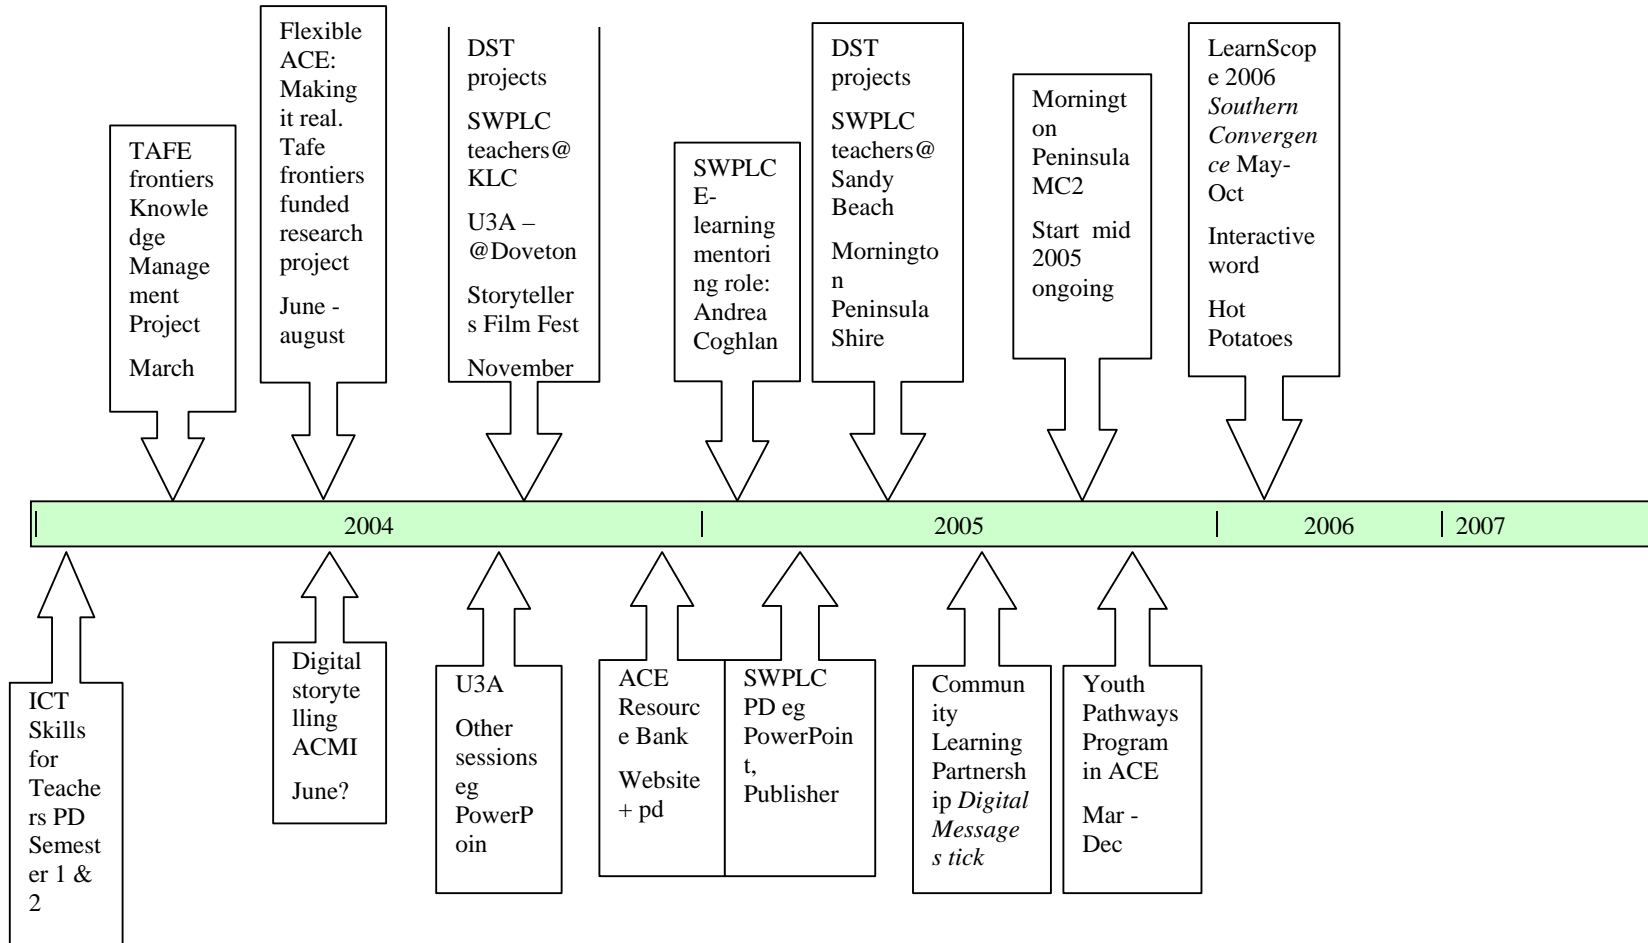 TAFE
frontiers
Knowle
dge
Manage
ment
Project
March
Flexible
ACE:
Making
it real.
Tafe
frontiers
funded
research
project
June -
august
DST
projects
SWPLC
teachers@
KLC
U3A –
@Doveton
Storyteller
s Film Fest
November
SWPLC
E-
learning
mentori
ng role:
Andrea
Coghlan
DST
projects
SWPLC
teachers@
Sandy
Beach
Morningto
n
Peninsula
Shire
Morningt
on
Peninsula
MC2
Start mid
2005
ongoing
LearnScop
e 2006
Southern
Convergen
ce May-
Oct
Interactive
word
Hot
Potatoes
2004
2005
2006
2007
ICT
Skills
for
Teache
rs PD
Semest
er 1 &
2
Digital
storyte
lling
ACMI
June?
U3A
Other
sessions
eg
PowerP
oin
ACE
Resourc
e Bank
Website
+ pd
SWPLC
PD eg
PowerPoin
t,
Publisher
Commun
ity
Learning
Partnersh
ip Digital
Message
s tick
Youth
Pathways
Program
in ACE
Mar -
Dec